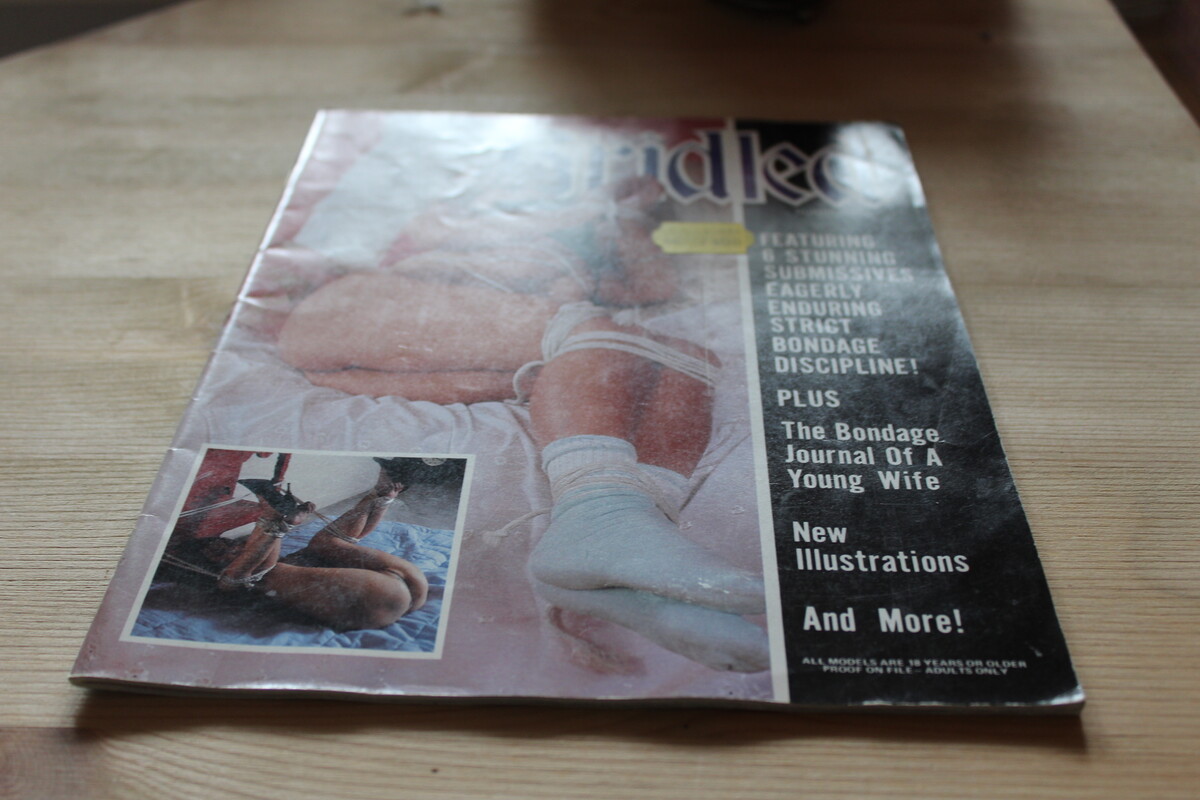 FEATURING
6 STUNNING
SUBMISSIVES
EAGERLY
ENDURING
STRICT
BONDAGE
DISCIPLINE!
PLUS
The Bondage
Journal Of A
Young Wife
New
Illustrations
And More!
ALL MODELS ARE 18 YEARS OR OLDER
PROOF ON FILE— ADULTS ONLY